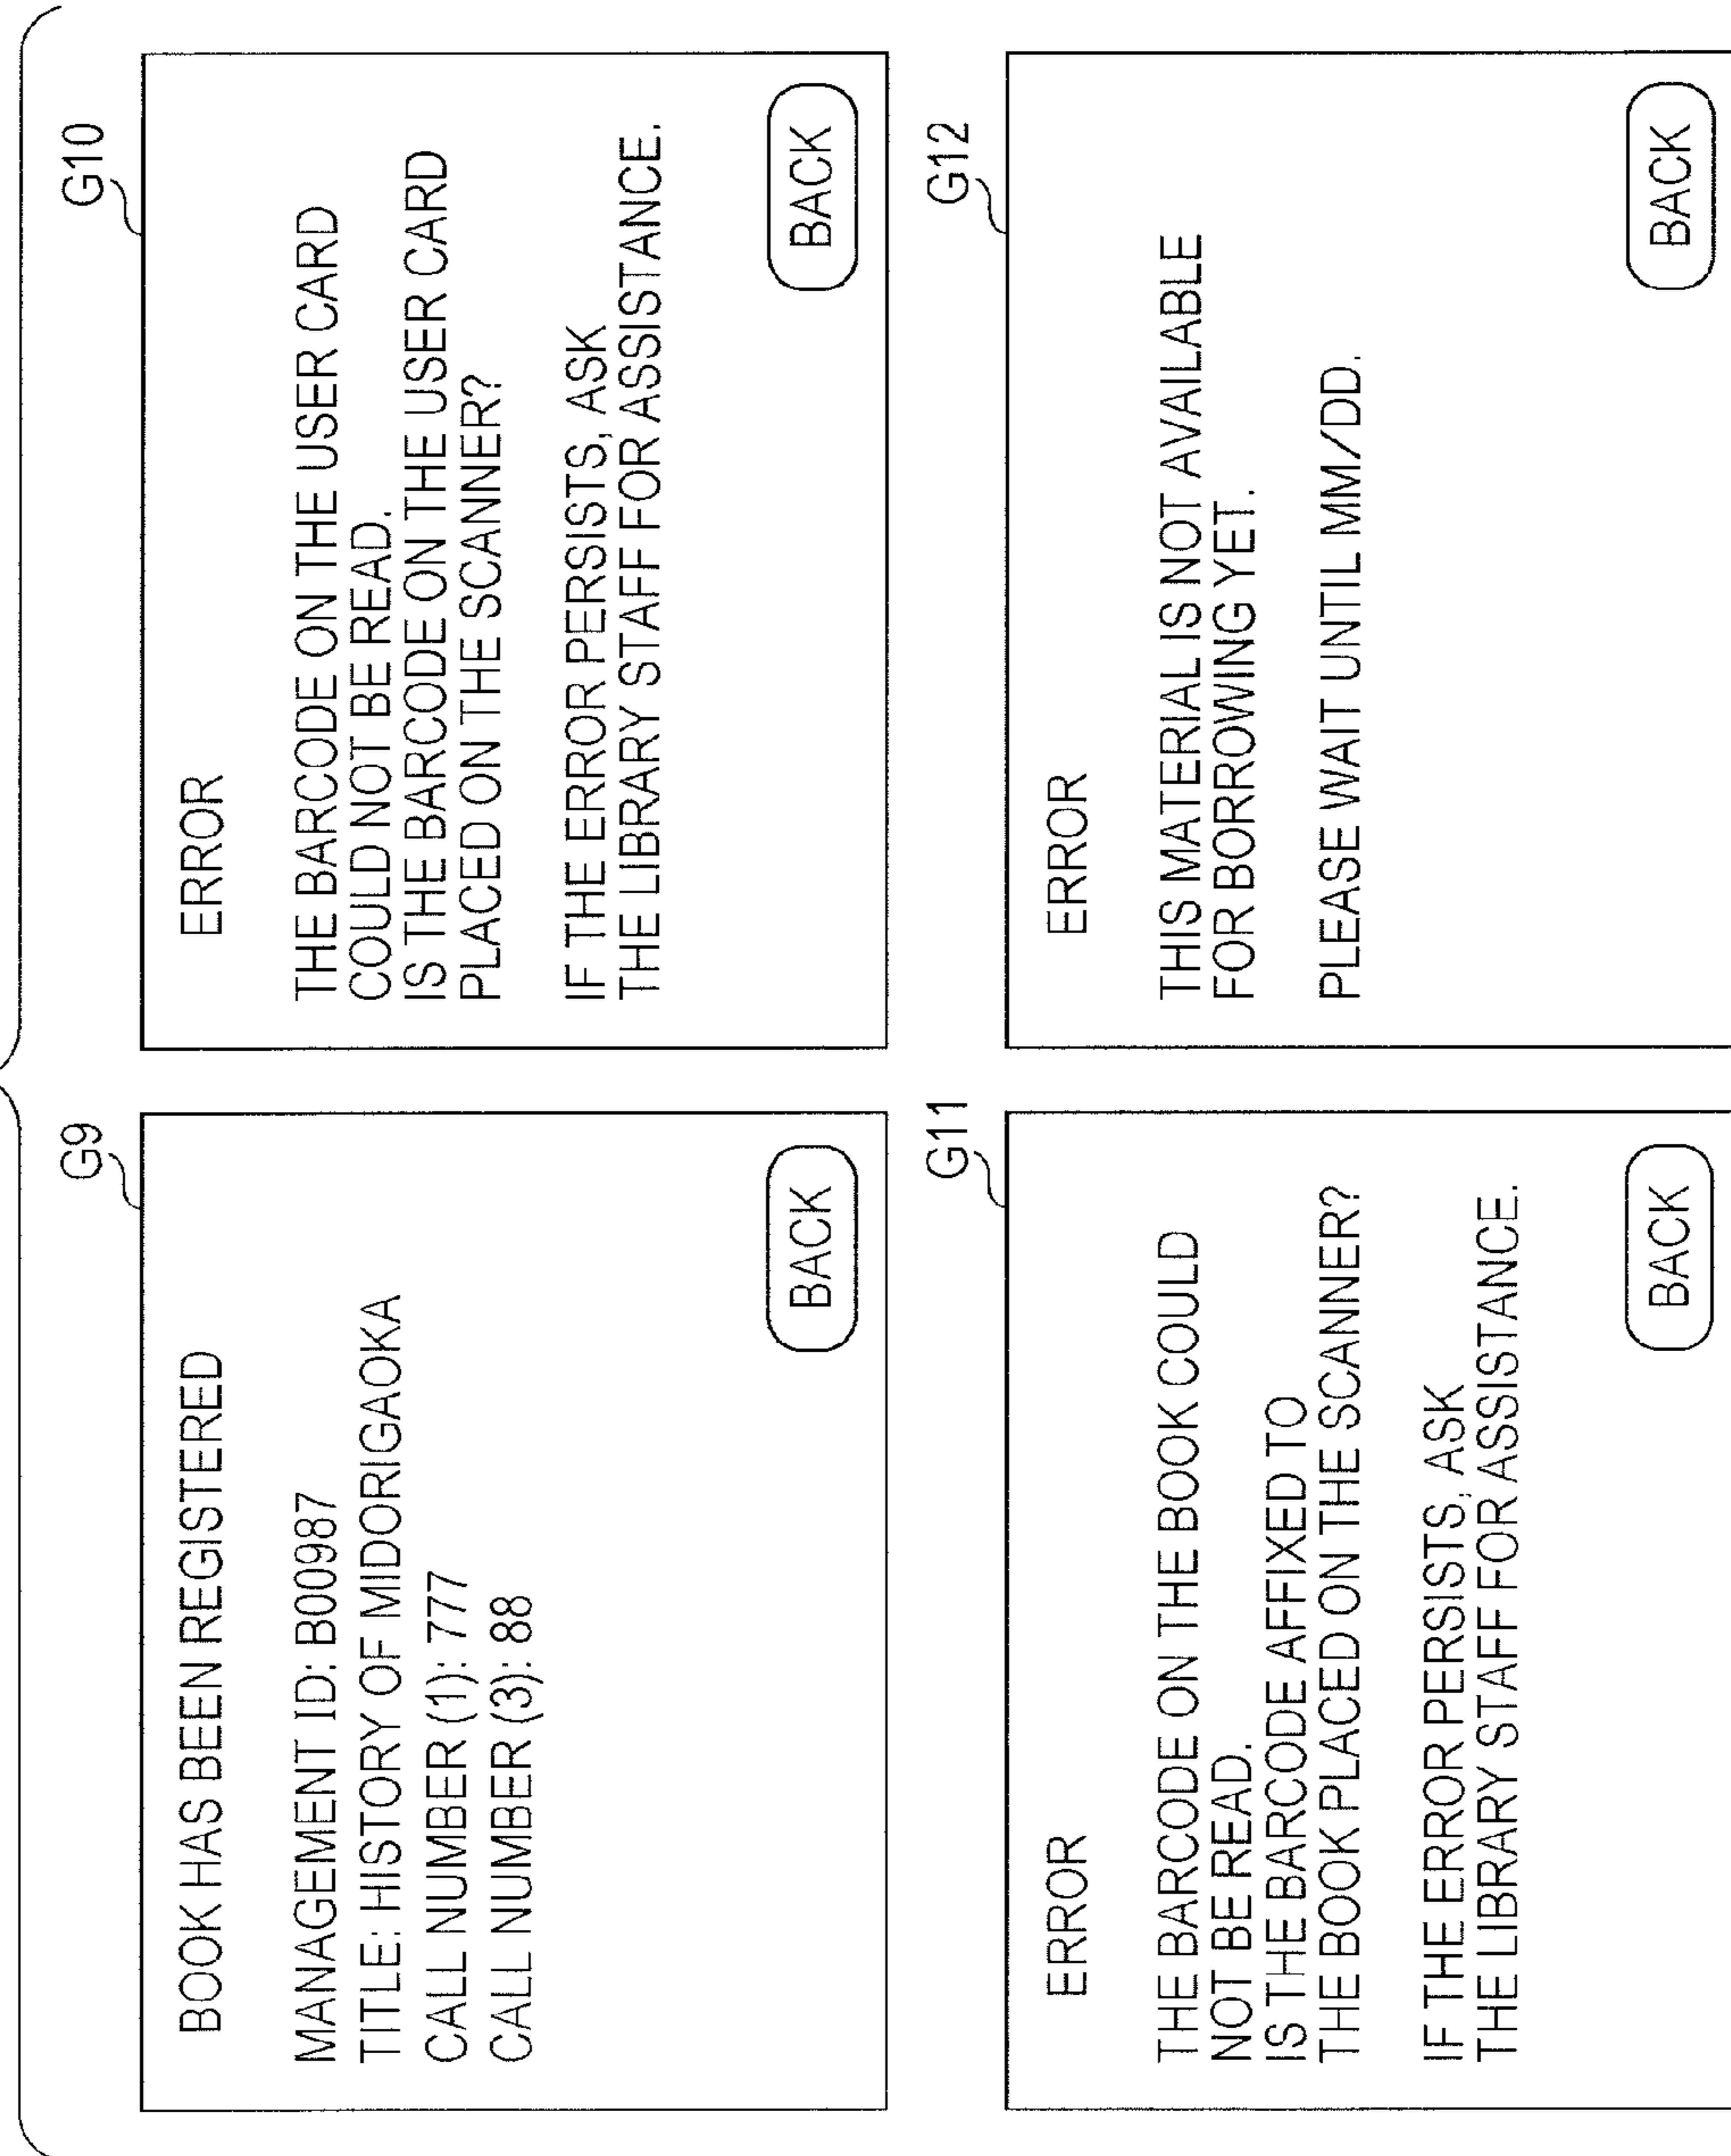 G9
BOOK HAS BEEN REGISTERED
MANAGEMENT ID: B00987
TITLE: HISTORY OF MIDORIGAOKA
CALL NUMBER (1): 777
CALL NUMBER (3): 88
BACK
G10
ERROR
THE BARCODE ON THE USER CARD
COULD NOT BE READ.
IS THE BARCODE ON THE USER CARD
PLACED ON THE SCANNER?
IF THE ERROR PERSISTS, ASK
THE LIBRARY STAFF FOR ASSISTANCE.
BACK
G11
ERROR
THE BARCODE ON THE BOOK COULD
NOT BE READ.
IS THE BARCODE AFFIXED TO
THE BOOK PLACED ON THE SCANNER?
IF THE ERROR PERSISTS, ASK
THE LIBRARY STAFF FOR ASSISTANCE.
BACK
G12
ERROR
THIS MATERIAL IS NOT AVAILABLE
FOR BORROWING YET.
PLEASE WAIT UNTIL MM/DD.
BACK